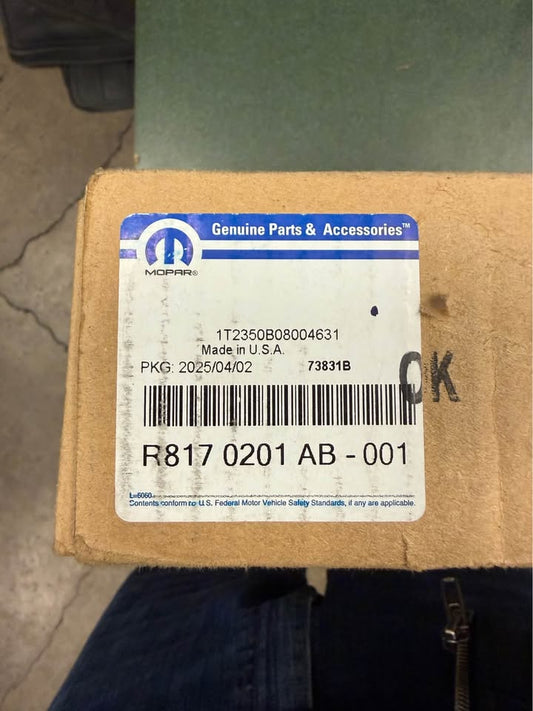 Genuine Parts & Accessories™
MOPAR®
1T2350B08004631
Made in U.S.A.
PKG: 2025/04/02 73831B
OK
R817 0201 AB - 001
L-6060
Contents conform to U.S. Federal Motor Vehicle Safety Standards, if any are applicable.